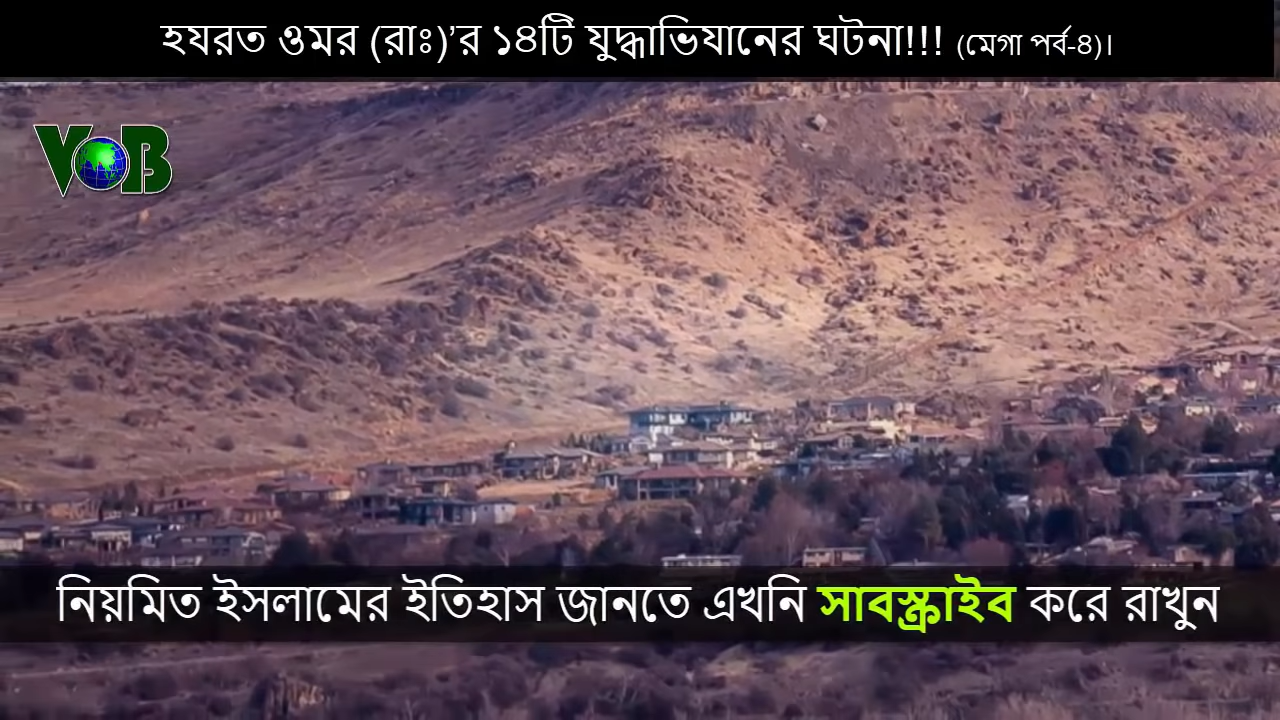 হযরত ওমর (রাঃ)’র ১৪টি যুদ্ধাভিযানের ঘটনা!!! (মেগা পর্ব-৪)।
VOB
নিয়মিত ইসলামের ইতিহাস জানতে এখনি সাবস্ক্রাইব করে রাখুন